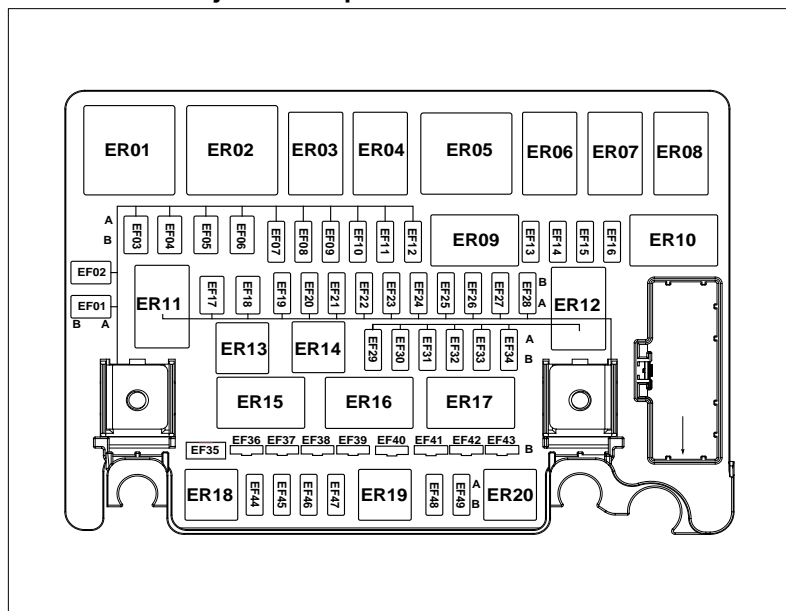 ER01 ER02 ER03 ER04 ER05 ER06 ER07 ER08
A
B
EF03 EF04 EF05 EF06 EF07 EF08 EF09 EF10 EF11 EF12 ER09 EF13 EF14 EF15 EF16 ER10
EF02
EF01
B A
ER11 EF17 EF18 EF19 EF20 EF21 EF22 EF23 EF24 EF25 EF26 EF27 EF28 B
A
ER12
ER13 ER14 EF29 EF30 EF31 EF32 EF33 EF34 A
B
ER15 ER16 ER17
EF35 EF36 EF37 EF38 EF39 EF40 EF41 EF42 EF43 B
ER18 EF44 EF45 EF46 EF47 ER19 EF48 EF49 A
B
ER20